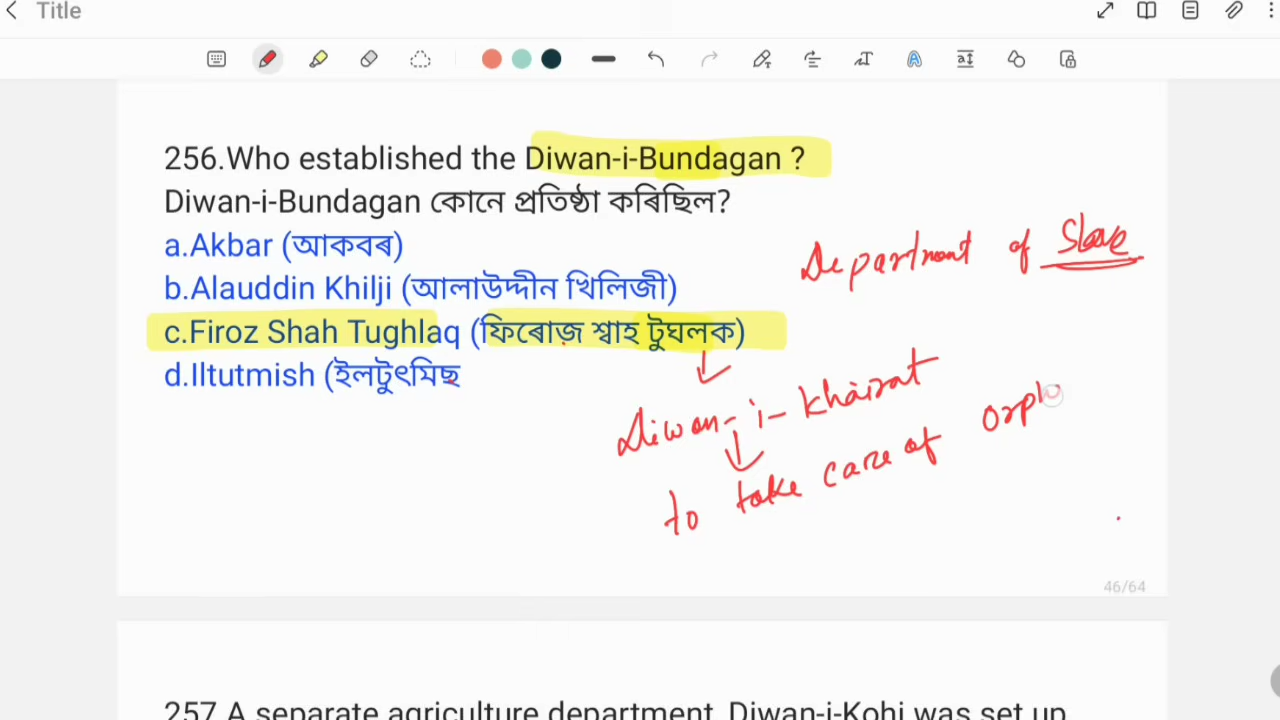 Title
256.Who established the Diwan-i-Bundagan ?
Diwan-i-Bundagan কোনে প্ৰতিষ্ঠা কৰিছিল?
a.Akbar (আকবৰ)
b.Alauddin Khilji (আলাউদ্দীন খিলিজী)
c.Firoz Shah Tughlaq (ফিৰোজ শ্বাহ টুঘলক)
d.Iltutmish (ইলটুৎমিছ
Department of Slave
Diwan-i-Khairat
to take care of orph
46/64
257.A separate agriculture department, Diwan-i-Kohi was set up